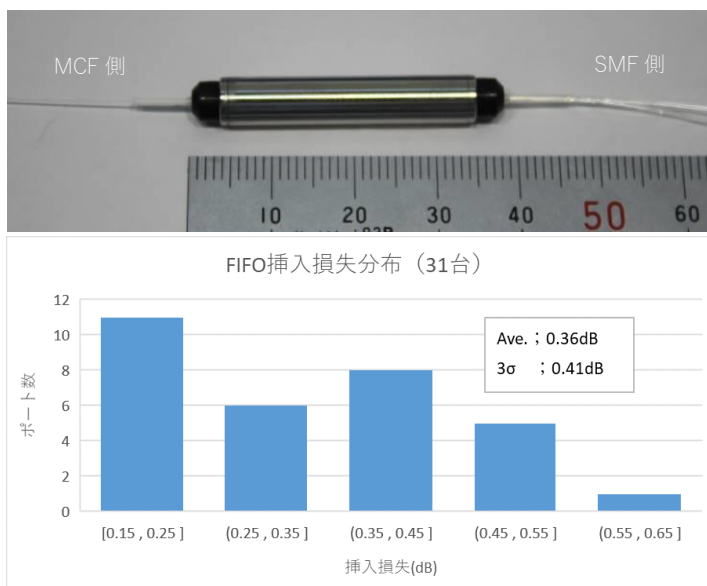 MCF 側
SMF 側
10 20 30 40 50 60
FIFO挿入損失分布（31台）
12
10
8
6
4
2
0
ポート数
Ave.；0.36dB
3σ ；0.41dB
[0.15 , 0.25 ] (0.25 , 0.35 ] (0.35 , 0.45 ] (0.45 , 0.55 ] (0.55 , 0.65 ]
挿入損失(dB)